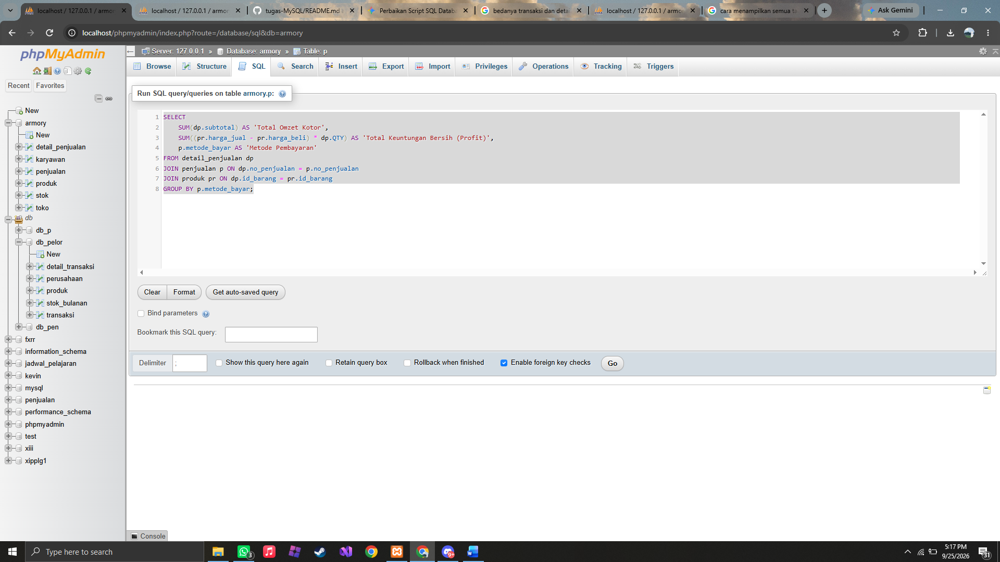 localhost / 127.0.0.1 / armor
localhost / 127.0.0.1 / armor
tugas-MySQL/README.md a
Perbaikan Script SQL Databa
bedanya transaksi dan detai
localhost / 127.0.0.1 / armo
cara menampilkan semua ta
Ask Gemini
localhost/phpmyadmin/index.php?route=/database/sql&db=armory
phpMyAdmin
Recent
Favorites
New
armory
New
detail_penjualan
karyawan
penjualan
produk
stok
toko
db
db_p
db_pelor
New
detail_transaksi
perusahaan
produk
stok_bulanan
transaksi
db_pen
fxrr
information_schema
jadwal_pelajaran
kevin
mysql
penjualan
performance_schema
phpmyadmin
test
xiii
xipplg1
Server: 127.0.0.1 » Database: armory » Table: p
Browse
Structure
SQL
Search
Insert
Export
Import
Privileges
Operations
Tracking
Triggers
Run SQL query/queries on table armory.p:
1 SELECT
2 SUM(dp.subtotal) AS 'Total Omzet Kotor',
3 SUM((pr.harga_jual - pr.harga_beli) * dp.QTY) AS 'Total Keuntungan Bersih (Profit)',
4 p.metode_bayar AS 'Metode Pembayaran'
5 FROM detail_penjualan dp
6 JOIN penjualan p ON dp.no_penjualan = p.no_penjualan
7 JOIN produk pr ON dp.id_barang = pr.id_barang
8 GROUP BY p.metode_bayar;
Clear
Format
Get auto-saved query
Bind parameters
Bookmark this SQL query:
Delimiter
;
Show this query here again
Retain query box
Rollback when finished
Enable foreign key checks
Go
Console
Type here to search
3
9+
5:17 PM
9/25/2026
31